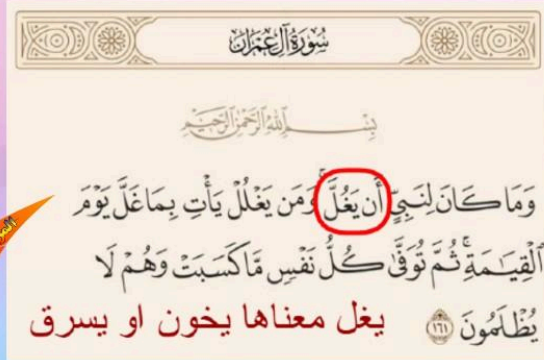 سُورَةُ آلِ عِمْرَان
بِسْمِ ٱللَّهِ ٱلرَّحْمَٰنِ ٱلرَّحِيمِ
وَمَا كَانَ لِنَبِيٍّ أَن يَغُلَّ ۚ وَمَن يَغْلُلْ يَأْتِ بِمَا غَلَّ يَوْمَ
ٱلْقِيَـٰمَةِ ۚ ثُمَّ تُوَفَّىٰ كُلُّ نَفْسٍ مَّا كَسَبَتْ وَهُمْ لَا
يُظْلَمُونَ ١٦١ يغل معناها يخون او يسرق